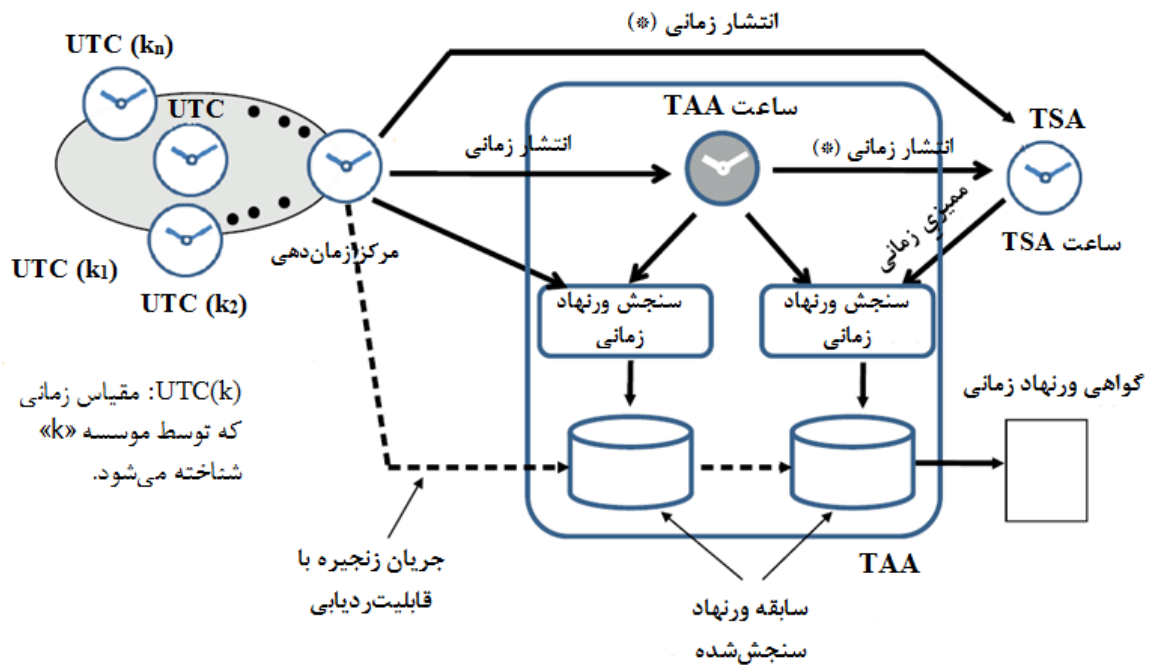 انتشار زمانی (*)
UTC (kn)
UTC
ساعت TAA
TSA
انتشار زمانی
انتشار زمانی (*)
ممیزی زمانی
ساعت TSA
مرکز زمان‌دهی
UTC (k1)
UTC (k2)
سنجش ورنهاد
زمانی
سنجش ورنهاد
زمانی
گواهی ورنهاد زمانی
UTC(k): مقیاس زمانی
که توسط موسسه «k»
شناخته می‌شود.
TAA
جریان زنجیره با
قابلیت‌ردیابی
سابقه ورنهاد
سنجش‌شده